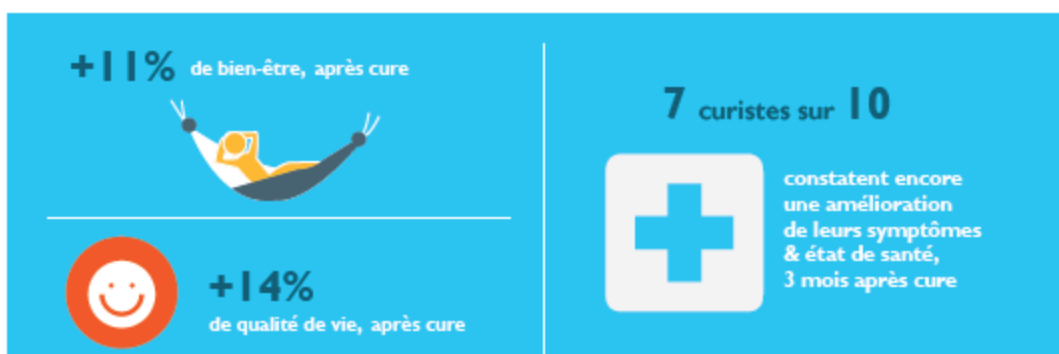 +11% de bien-être, après cure
+14%
de qualité de vie, après cure
7 curistes sur 10
constatent encore
une amélioration
de leurs symptômes
& état de santé,
3 mois après cure